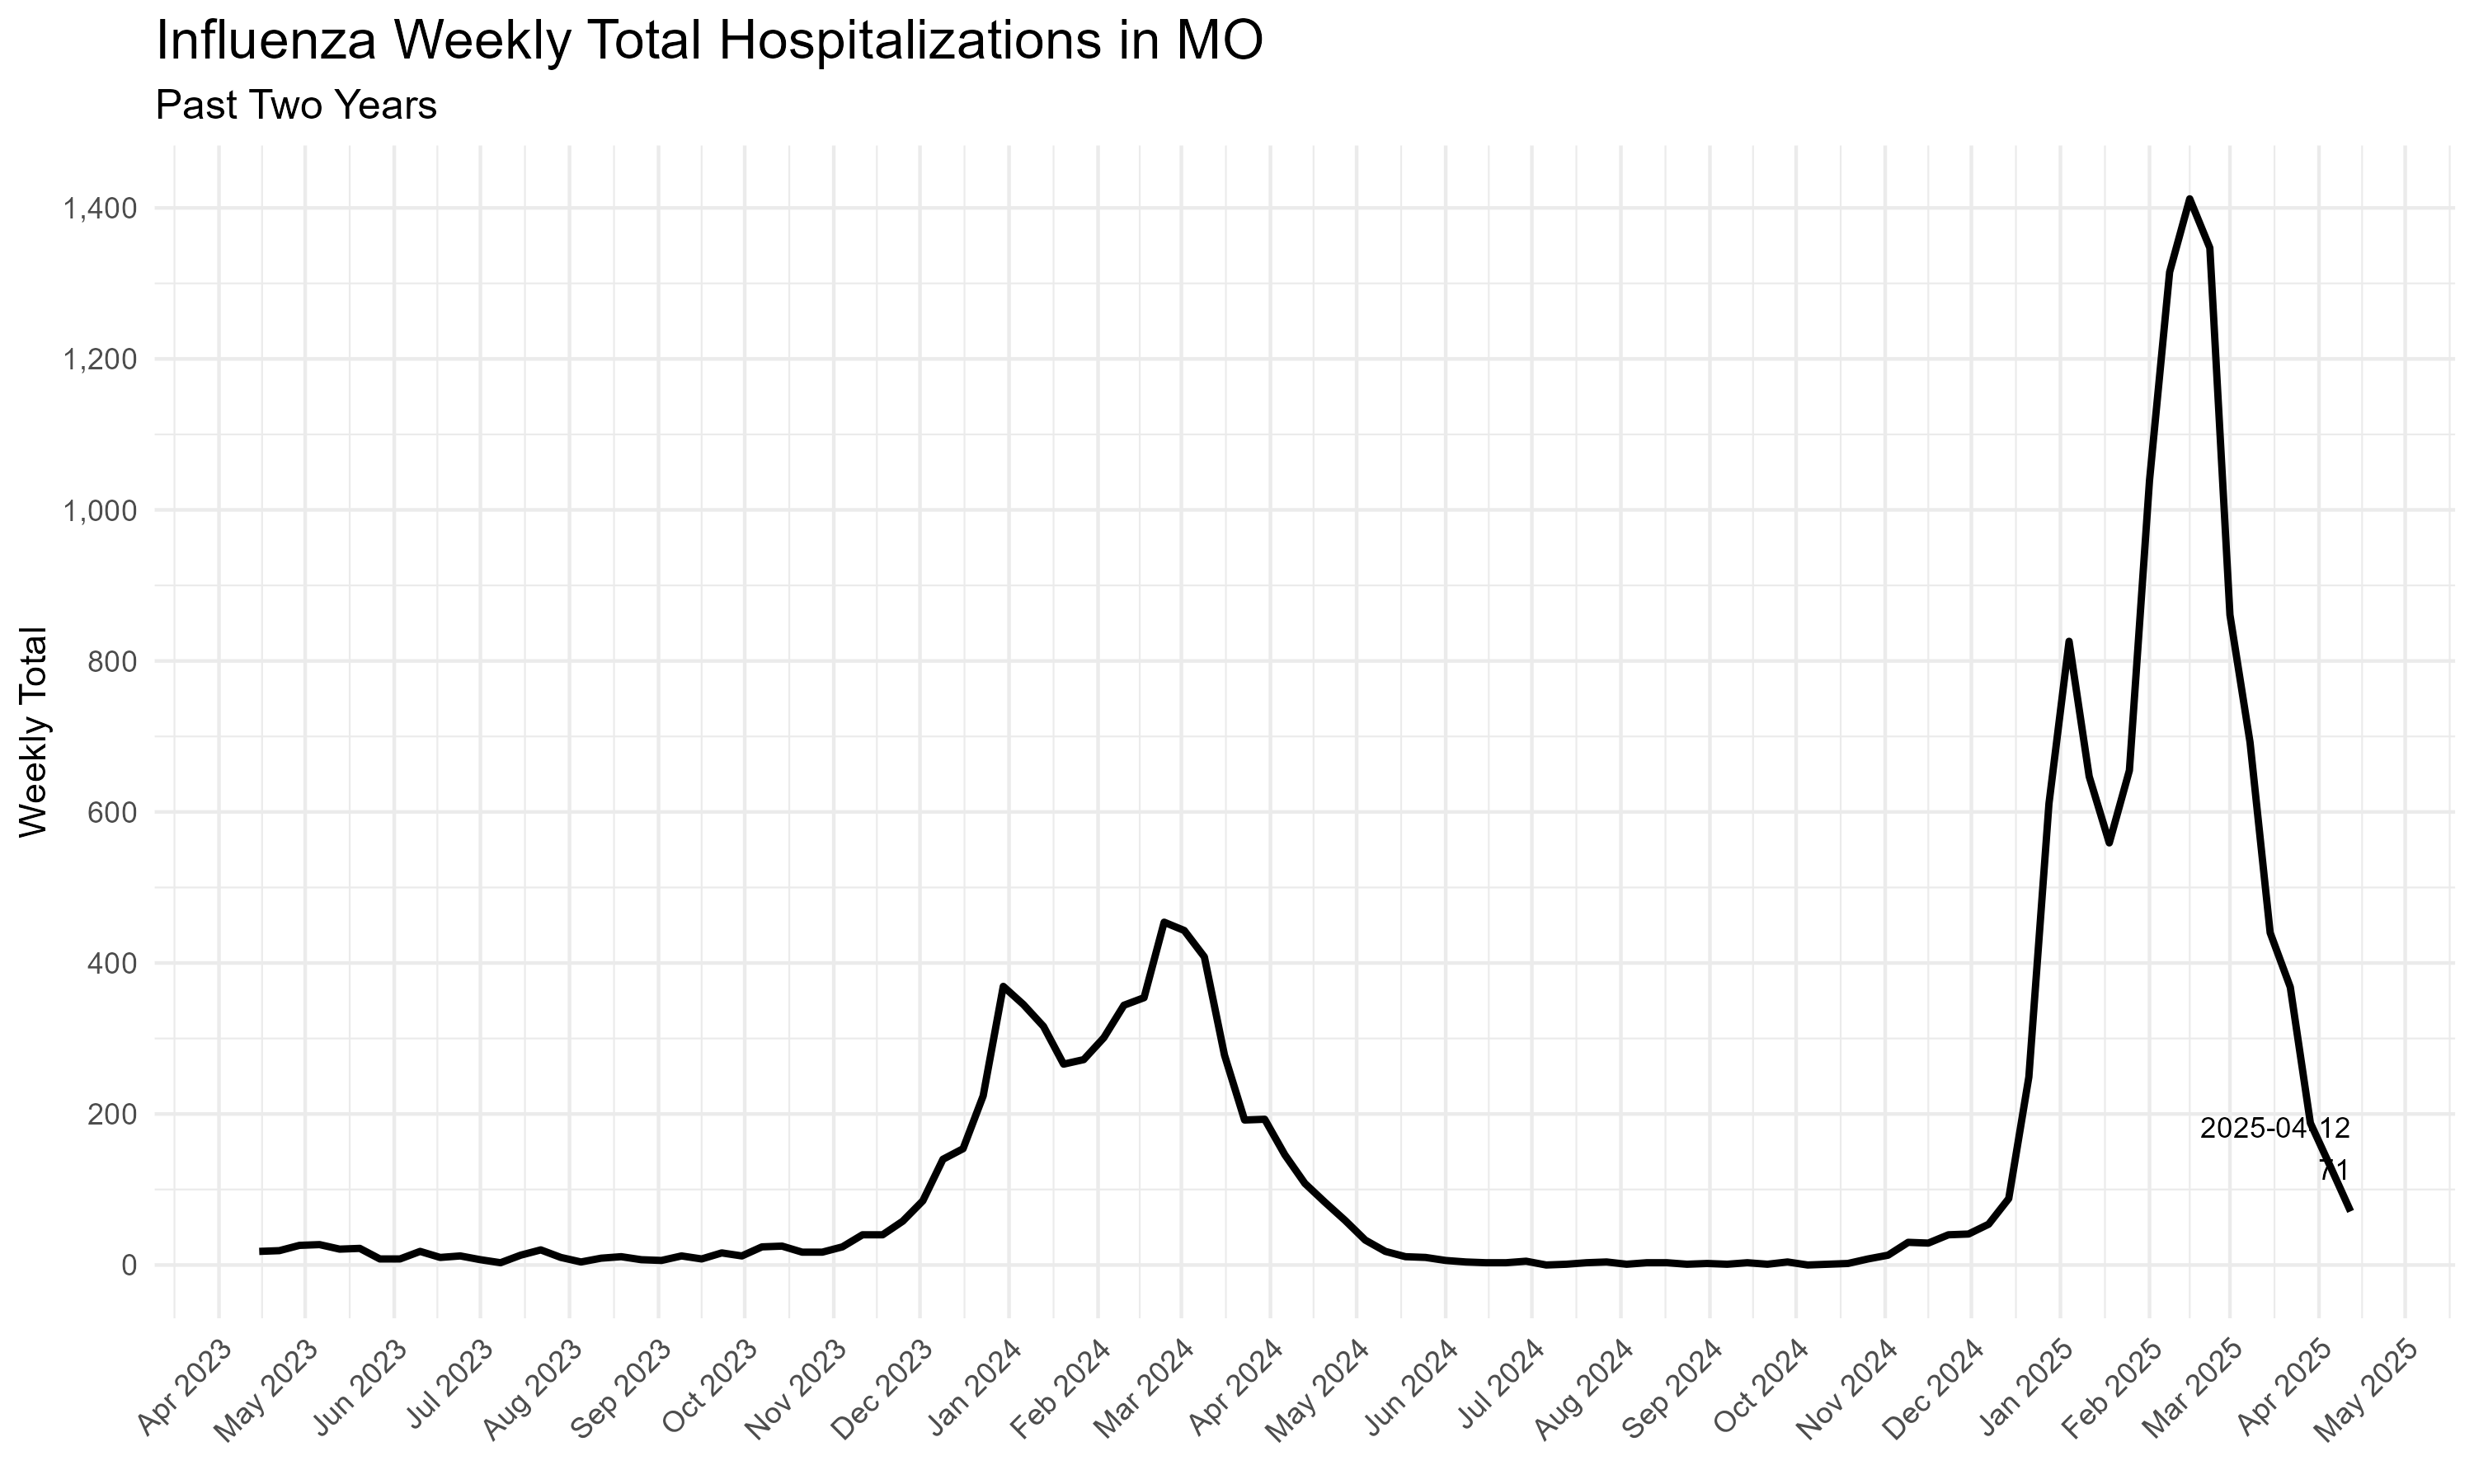 Influenza Weekly Total Hospitalizations in MO
Past Two Years
Weekly Total
1,400
1,200
1,000
800
600
400
200
0
2025-04-12
71
Apr 2023
May 2023
Jun 2023
Jul 2023
Aug 2023
Sep 2023
Oct 2023
Nov 2023
Dec 2023
Jan 2024
Feb 2024
Mar 2024
Apr 2024
May 2024
Jun 2024
Jul 2024
Aug 2024
Sep 2024
Oct 2024
Nov 2024
Dec 2024
Jan 2025
Feb 2025
Mar 2025
Apr 2025
May 2025